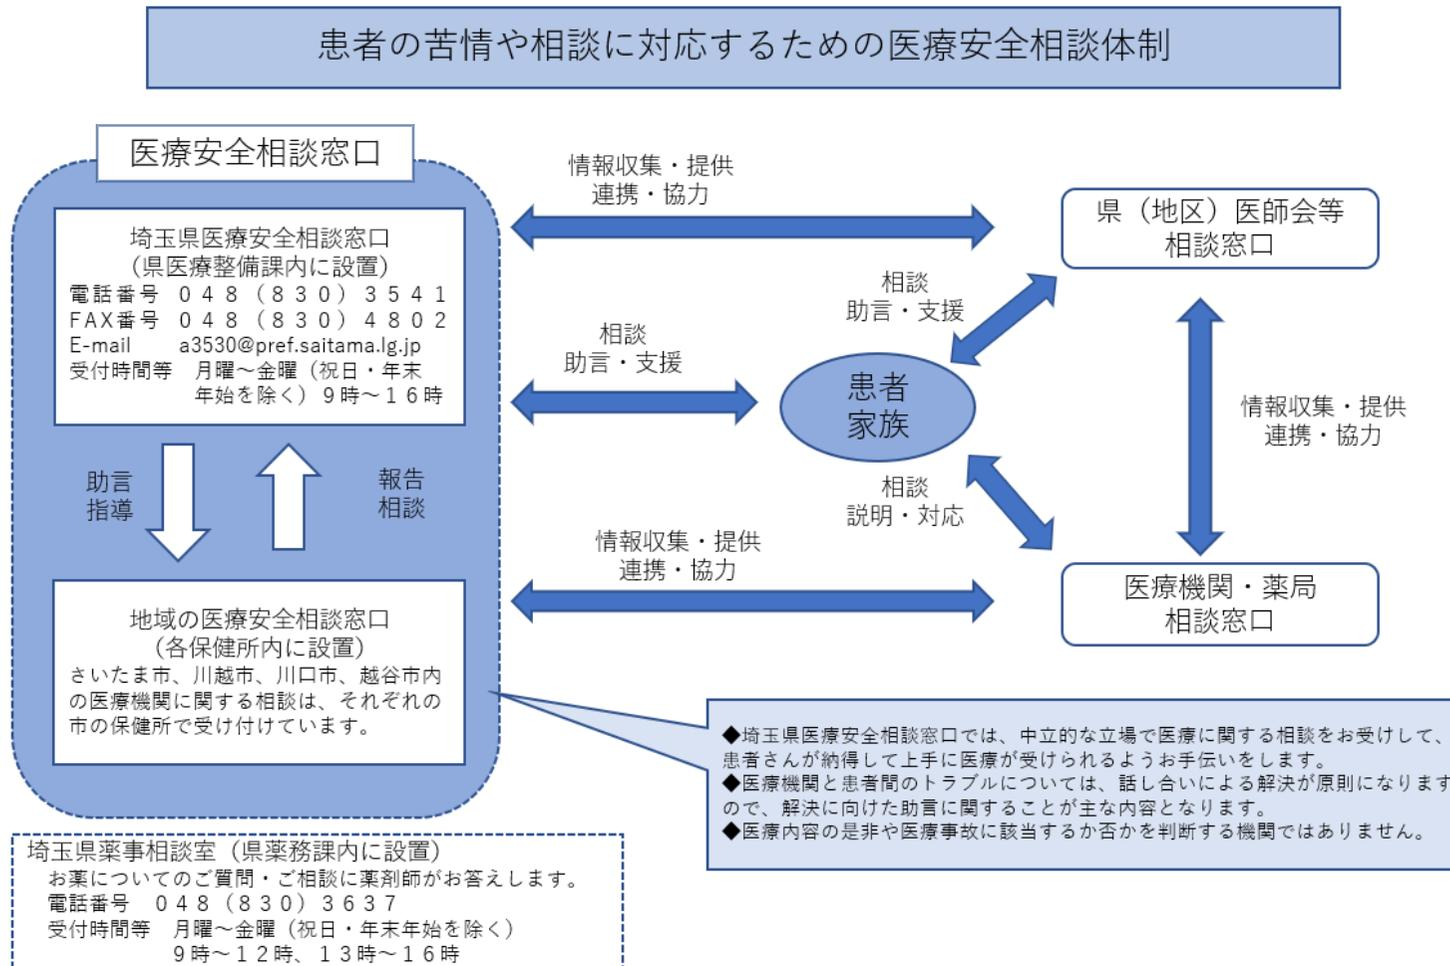 患者の苦情や相談に対応するための医療安全相談体制
医療安全相談窓口
埼玉県医療安全相談窓口
（県医療整備課内に設置）
電話番号　０４８（８３０）３５４１
FAX番号　０４８（８３０）４８０２
E-mail　a3530@pref.saitama.lg.jp
受付時間等　月曜～金曜（祝日・年末
年始を除く）９時～１６時
助言
指導
報告
相談
地域の医療安全相談窓口
（各保健所内に設置）
さいたま市、川越市、川口市、越谷市内
の医療機関に関する相談は、それぞれの
市の保健所で受け付けています。
情報収集・提供
連携・協力
県（地区）医師会等
相談窓口
相談
助言・支援
相談
助言・支援
患者
家族
情報収集・提供
連携・協力
相談
説明・対応
情報収集・提供
連携・協力
医療機関・薬局
相談窓口
◆埼玉県医療安全相談窓口では、中立的な立場で医療に関する相談をお受けして、
患者さんが納得して上手に医療が受けられるようお手伝いをします。
◆医療機関と患者間のトラブルについては、話し合いによる解決が原則になります
ので、解決に向けた助言に関することが主な内容となります。
◆医療内容の是非や医療事故に該当するか否かを判断する機関ではありません。
埼玉県薬事相談室（県薬務課内に設置）
お薬についてのご質問・ご相談に薬剤師がお答えします。
電話番号　０４８（８３０）３６３７
受付時間等　月曜～金曜（祝日・年末年始を除く）
９時～１２時、１３時～１６時